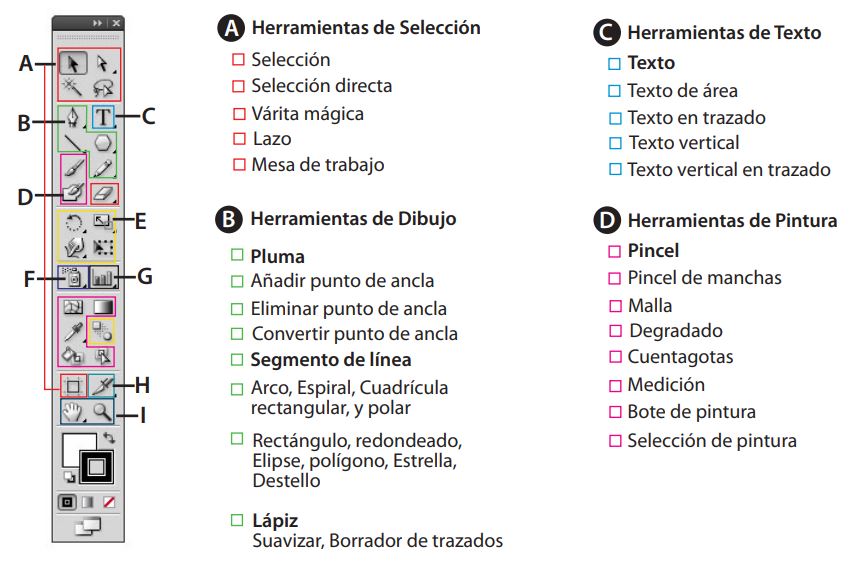 A Herramientas de Selección
Selección
Selección directa
Várita mágica
Lazo
Mesa de trabajo
B Herramientas de Dibujo
Pluma
Añadir punto de ancla
Eliminar punto de ancla
Convertir punto de ancla
Segmento de línea
Arco, Espiral, Cuadrícula
rectangular, y polar
Rectángulo, redondeado,
Elipse, polígono, Estrella,
Destello
Lápiz
Suavizar, Borrador de trazados
C Herramientas de Texto
Texto
Texto de área
Texto en trazado
Texto vertical
Texto vertical en trazado
D Herramientas de Pintura
Pincel
Pincel de manchas
Malla
Degradado
Cuentagotas
Medición
Bote de pintura
Selección de pintura
A
B
T
C
D
E
F
G
H
I